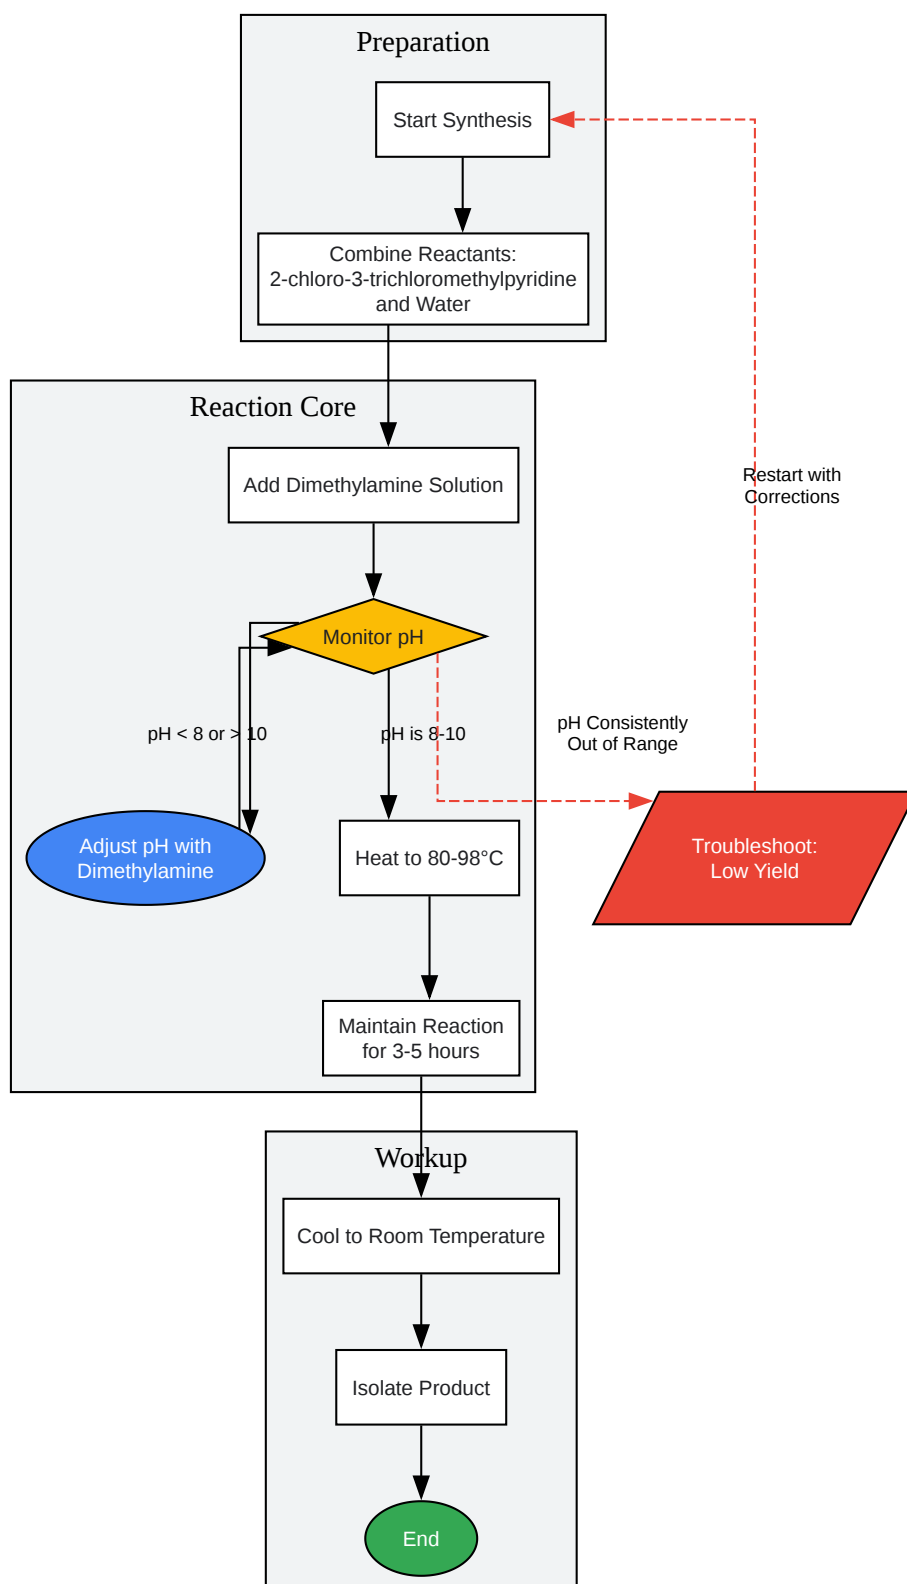 Preparation
Start Synthesis
Combine Reactants:
2-chloro-3-trichloromethylpyridine
and Water
Reaction Core
Add Dimethylamine Solution
Restart with
Corrections
Monitor pH
pH < 8 or > 10
pH is 8-10
pH Consistently
Out of Range
Adjust pH with
Dimethylamine
Heat to 80-98°C
Troubleshoot:
Low Yield
Maintain Reaction
for 3-5 hours
Workup
Cool to Room Temperature
Isolate Product
End